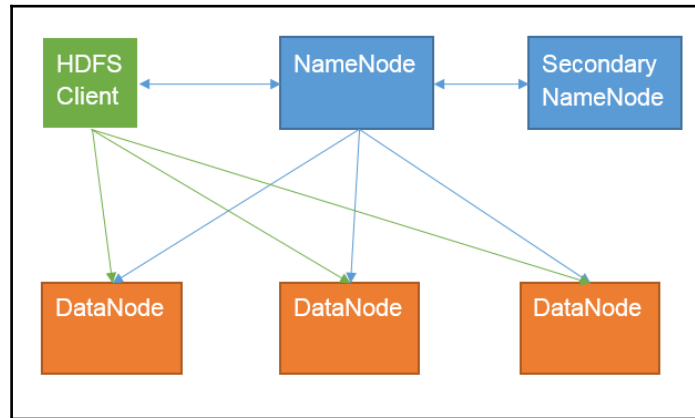 HDFS
Client
NameNode
Secondary
NameNode
DataNode
DataNode
DataNode